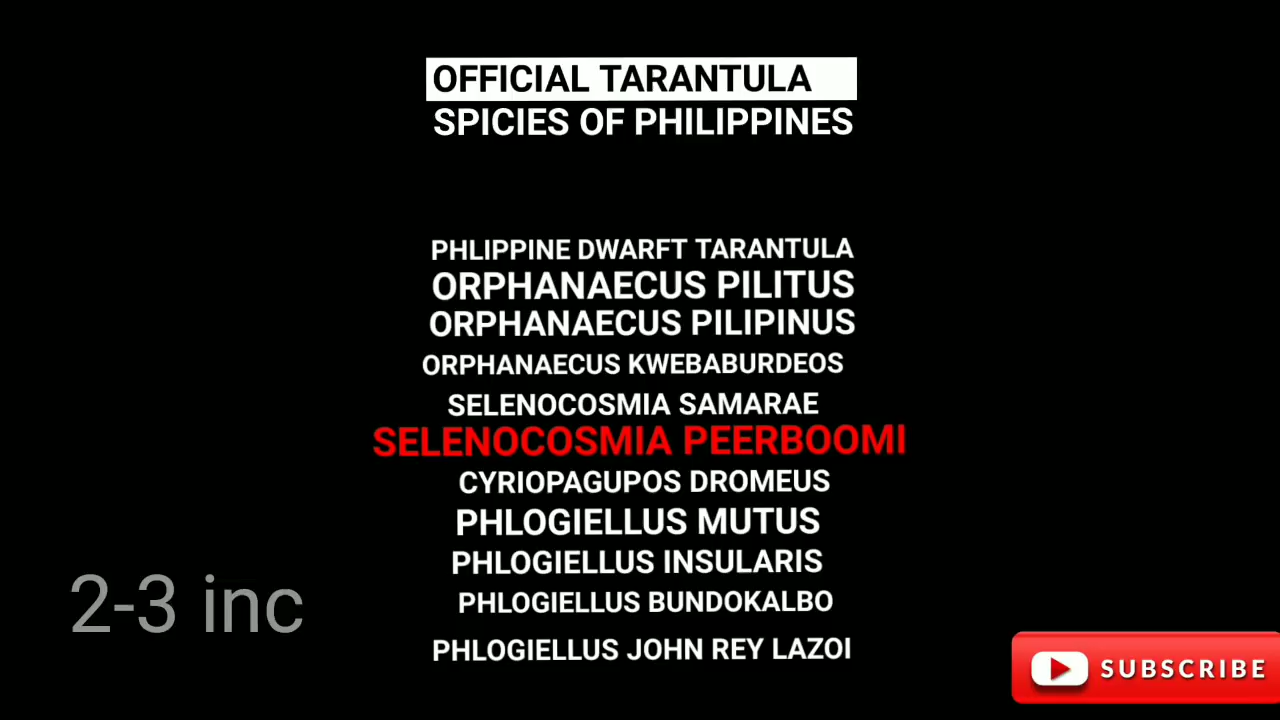 OFFICIAL TARANTULA
SPICIES OF PHILIPPINES
PHLIPPINE DWARFT TARANTULA
ORPHANAECUS PILITUS
ORPHANAECUS PILIPINUS
ORPHANAECUS KWEBABURDEOS
SELENOCOSMIA SAMARAE
SELENOCOSMIA PEERBOOMI
CYRIOPAGUPOS DROMEUS
PHLOGIELLUS MUTUS
PHLOGIELLUS INSULARIS
PHLOGIELLUS BUNDOKALBO
PHLOGIELLUS JOHN REY LAZOI
2-3 inc
SUBSCRIBE